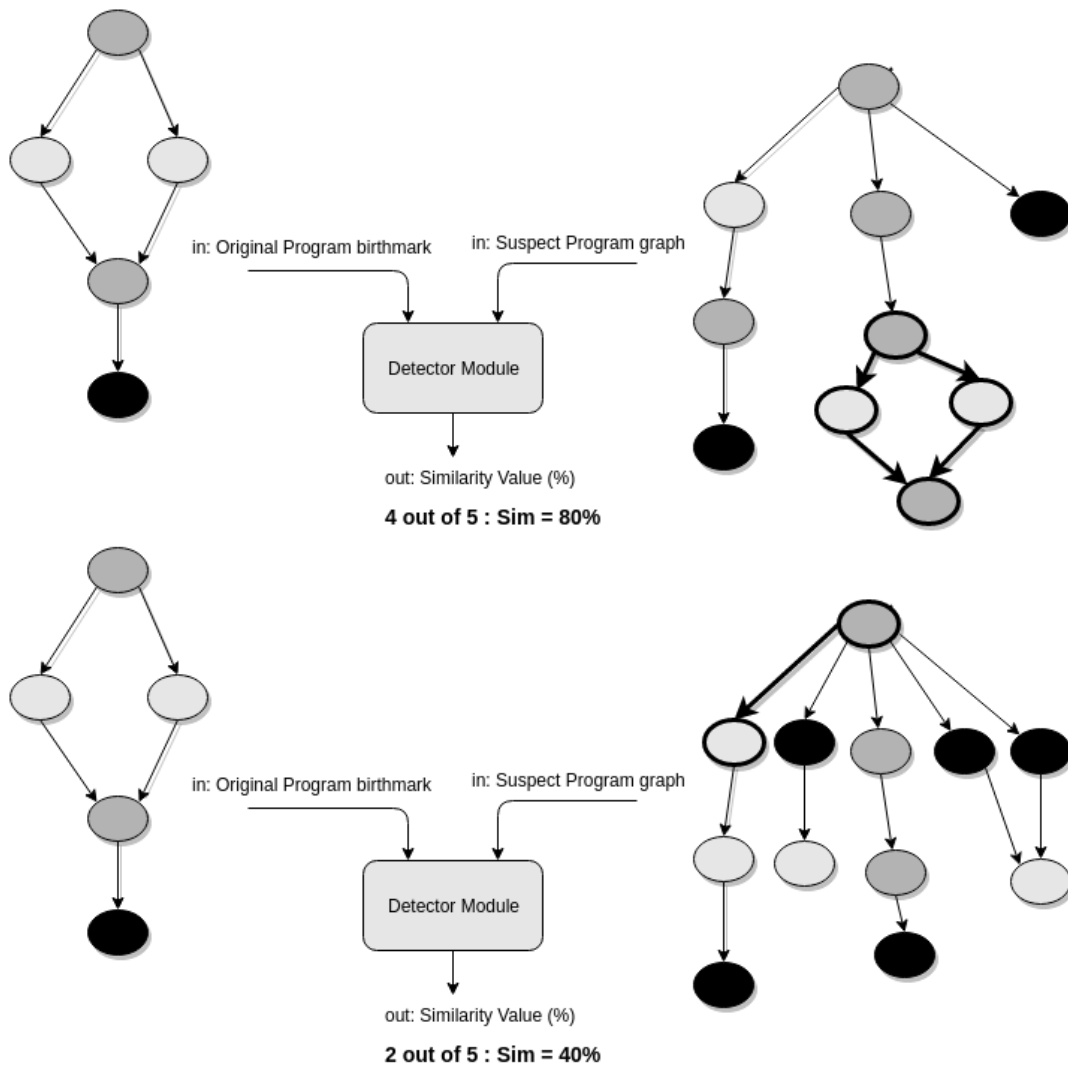 in: Original Program birthmark
in: Suspect Program graph
Detector Module
out: Similarity Value (%)
4 out of 5 : Sim = 80%
in: Original Program birthmark
in: Suspect Program graph
Detector Module
out: Similarity Value (%)
2 out of 5 : Sim = 40%